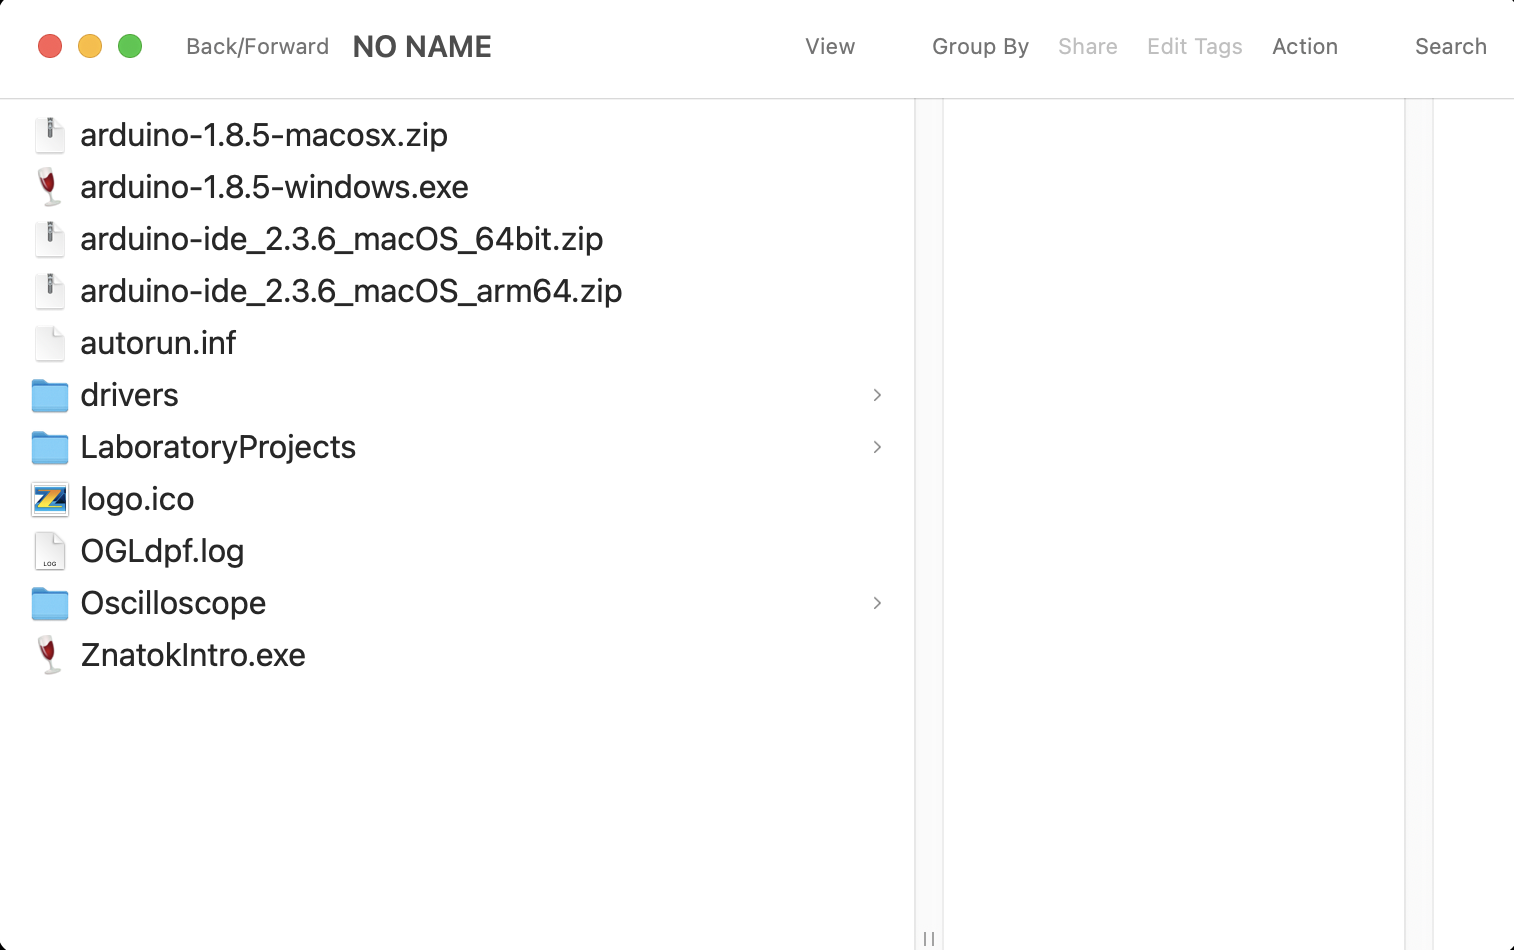 Back/Forward NO NAME View Group By Share Edit Tags Action Search
arduino-1.8.5-macosx.zip
arduino-1.8.5-windows.exe
arduino-ide_2.3.6_macOS_64bit.zip
arduino-ide_2.3.6_macOS_arm64.zip
autorun.inf
drivers
LaboratoryProjects
logo.ico
LOG
OGLdpf.log
Oscilloscope
ZnatokIntro.exe